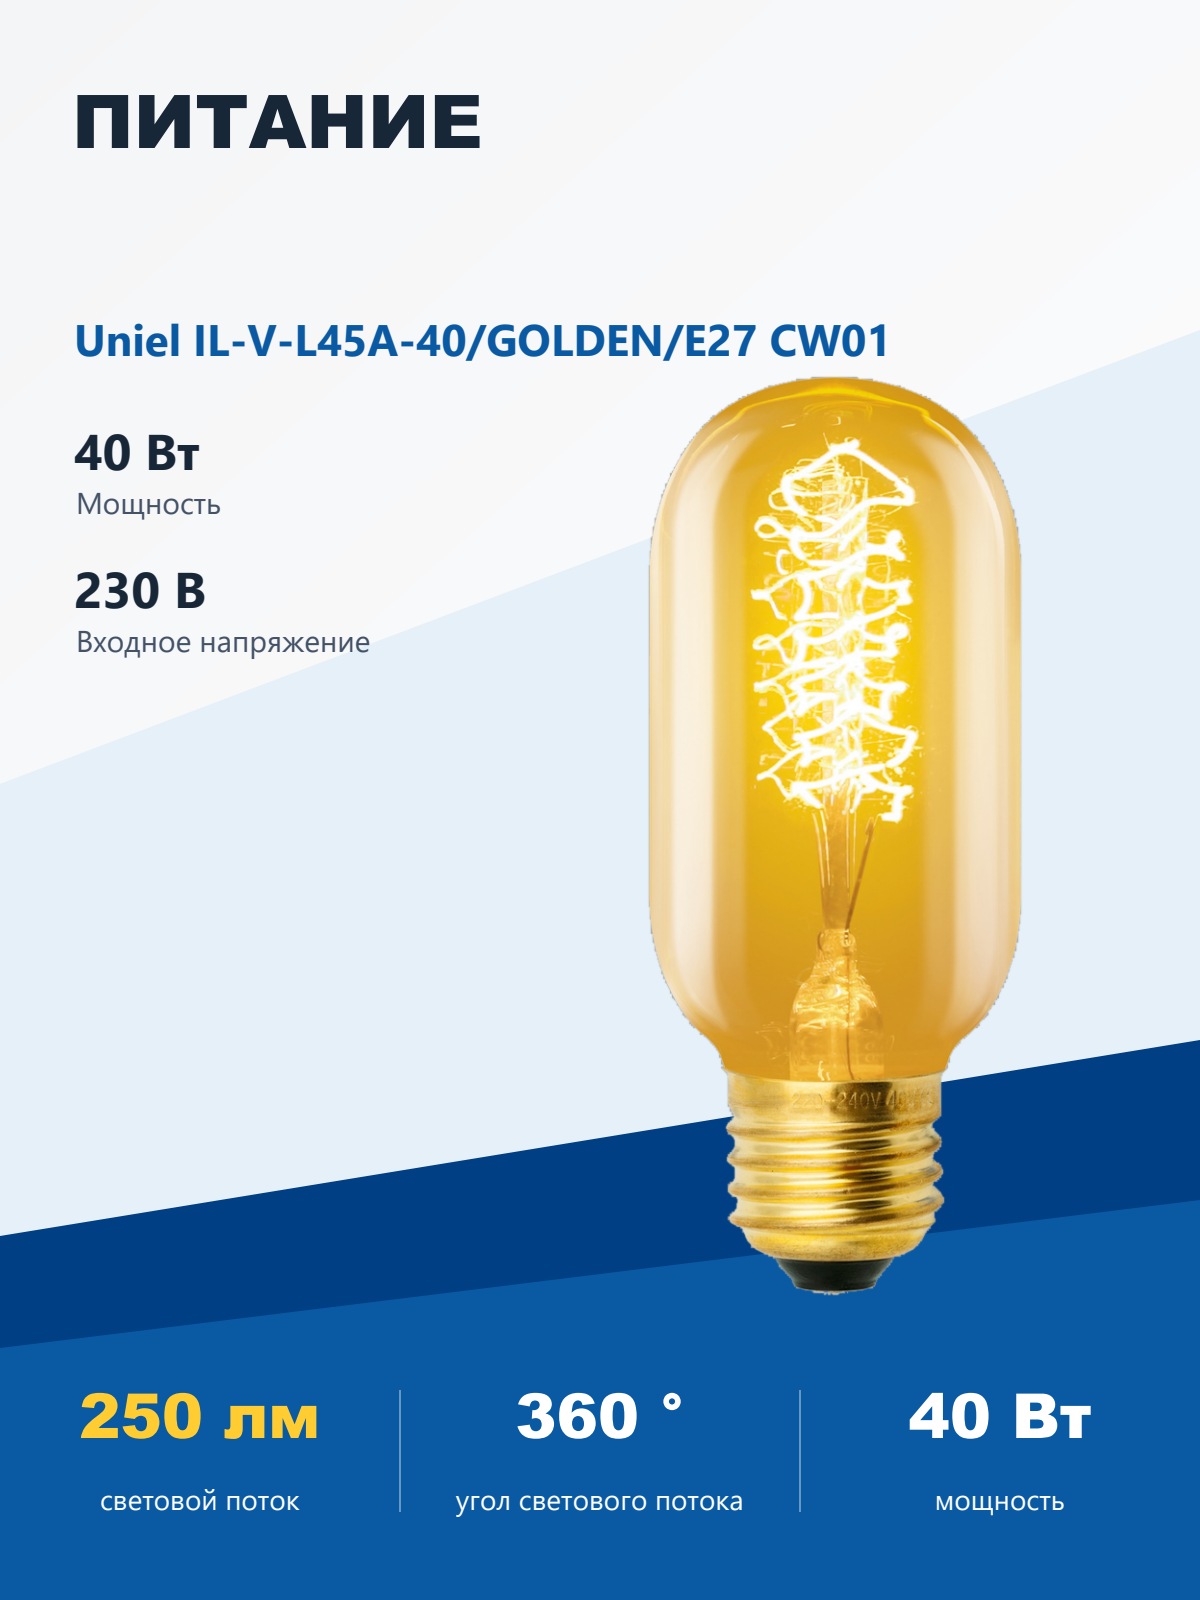 ПИТАНИЕ
Uniel IL-V-L45A-40/GOLDEN/E27 CW01
40 Вт
Мощность
230 В
Входное напряжение
240V
250 лм
360 °
40 Вт
световой поток
угол светового потока
мощность